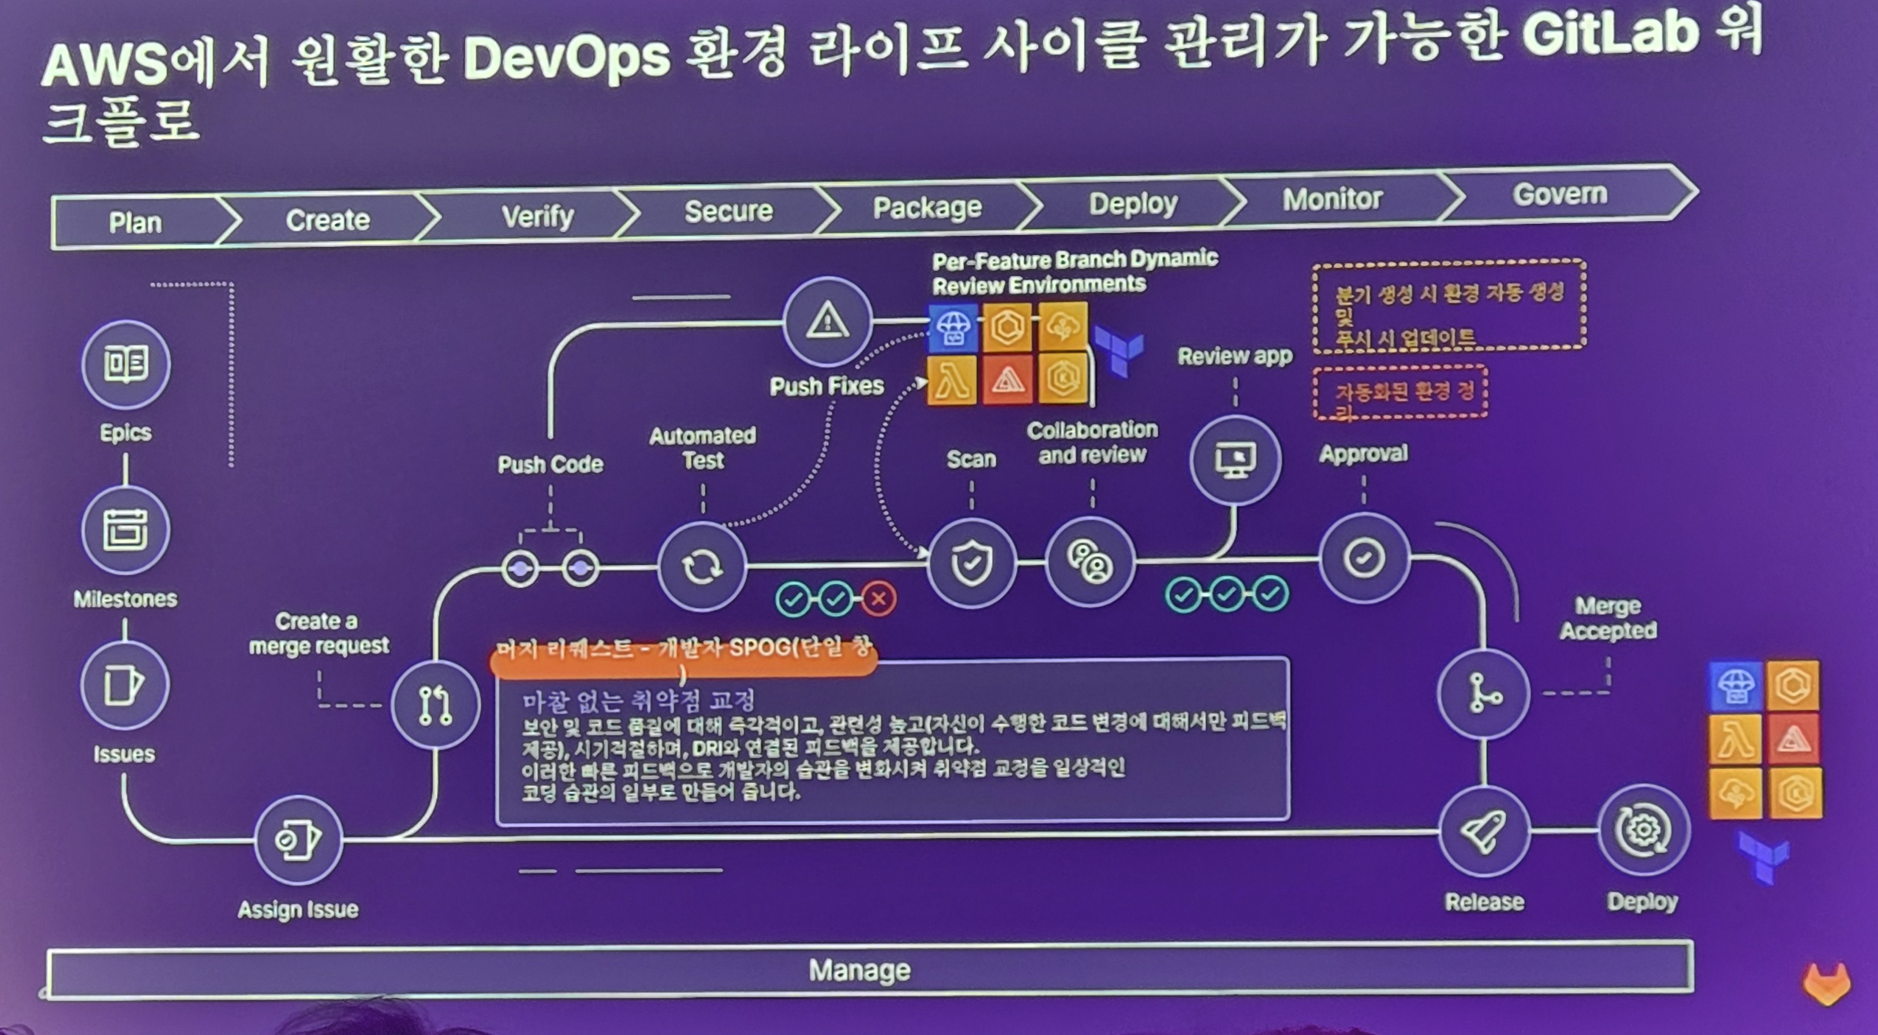 AWS에서 원활한 DevOps 환경 라이프 사이클 관리가 가능한 GitLab 워
크플로
Plan
Create
Verify
Secure
Package
Deploy
Monitor
Govern
Per-Feature Branch Dynamic
Review Environments
분기 생성 시 환경 자동 생성
및
푸시 시 업데이트
자동화된 환경 정
리
Epics
Milestones
Issues
Assign Issue
Create a
merge request
Push Code
Automated
Test
Push Fixes
Scan
Collaboration
and review
Review app
Approval
Merge
Accepted
머지 리퀘스트 - 개발자 SPOG(단일 창
)
마찰 없는 취약점 교정
보안 및 코드 품질에 대해 즉각적이고, 관련성 높고(자신이 수행한 코드 변경에 대해서만 피드백
제공), 시기적절하며, DRI와 연결된 피드백을 제공합니다.
이러한 빠른 피드백으로 개발자의 습관을 변화시켜 취약점 교정을 일상적인
코딩 습관의 일부로 만들어 줍니다.
Release
Deploy
Manage